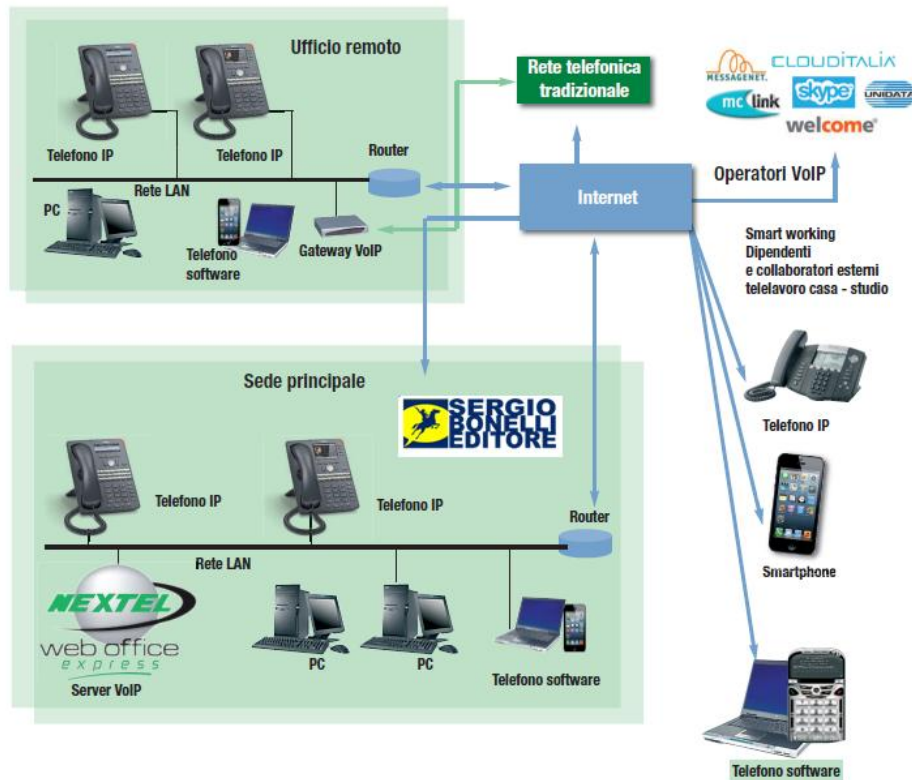 Ufficio remoto
Telefono IP
Telefono IP
Router
Rete LAN
PC
Telefono
software
Gateway VoIP
Rete telefonica
tradizionale
Internet
MESSAGENET.
CLOUDITALIA
mc link
skype
UNIDATA
welcome®
Operatori VoIP
Smart working
Dipendenti
e collaboratori esterni
telelavoro casa - studio
Telefono IP
Smartphone
Telefono software
Sede principale
SERGIO
BONELLI
EDITORE
Telefono IP
Telefono IP
Router
Rete LAN
NEXTEL
web office
express
Server VoIP
PC
PC
Telefono software